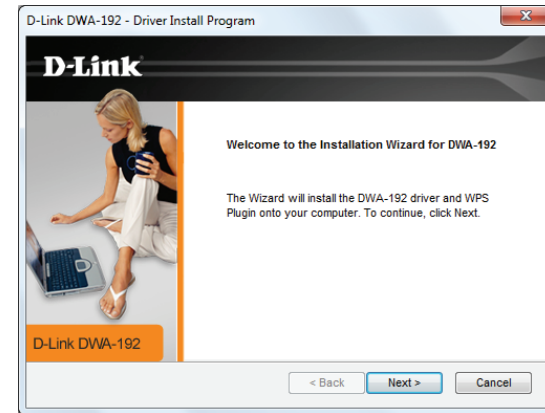 D-Link DWA-192 - Driver Install Program
D-Link
Welcome to the Installation Wizard for DWA-192
The Wizard will install the DWA-192 driver and WPS
Plugin onto your computer. To continue, click Next.
D-Link DWA-192
< Back
Next >
Cancel